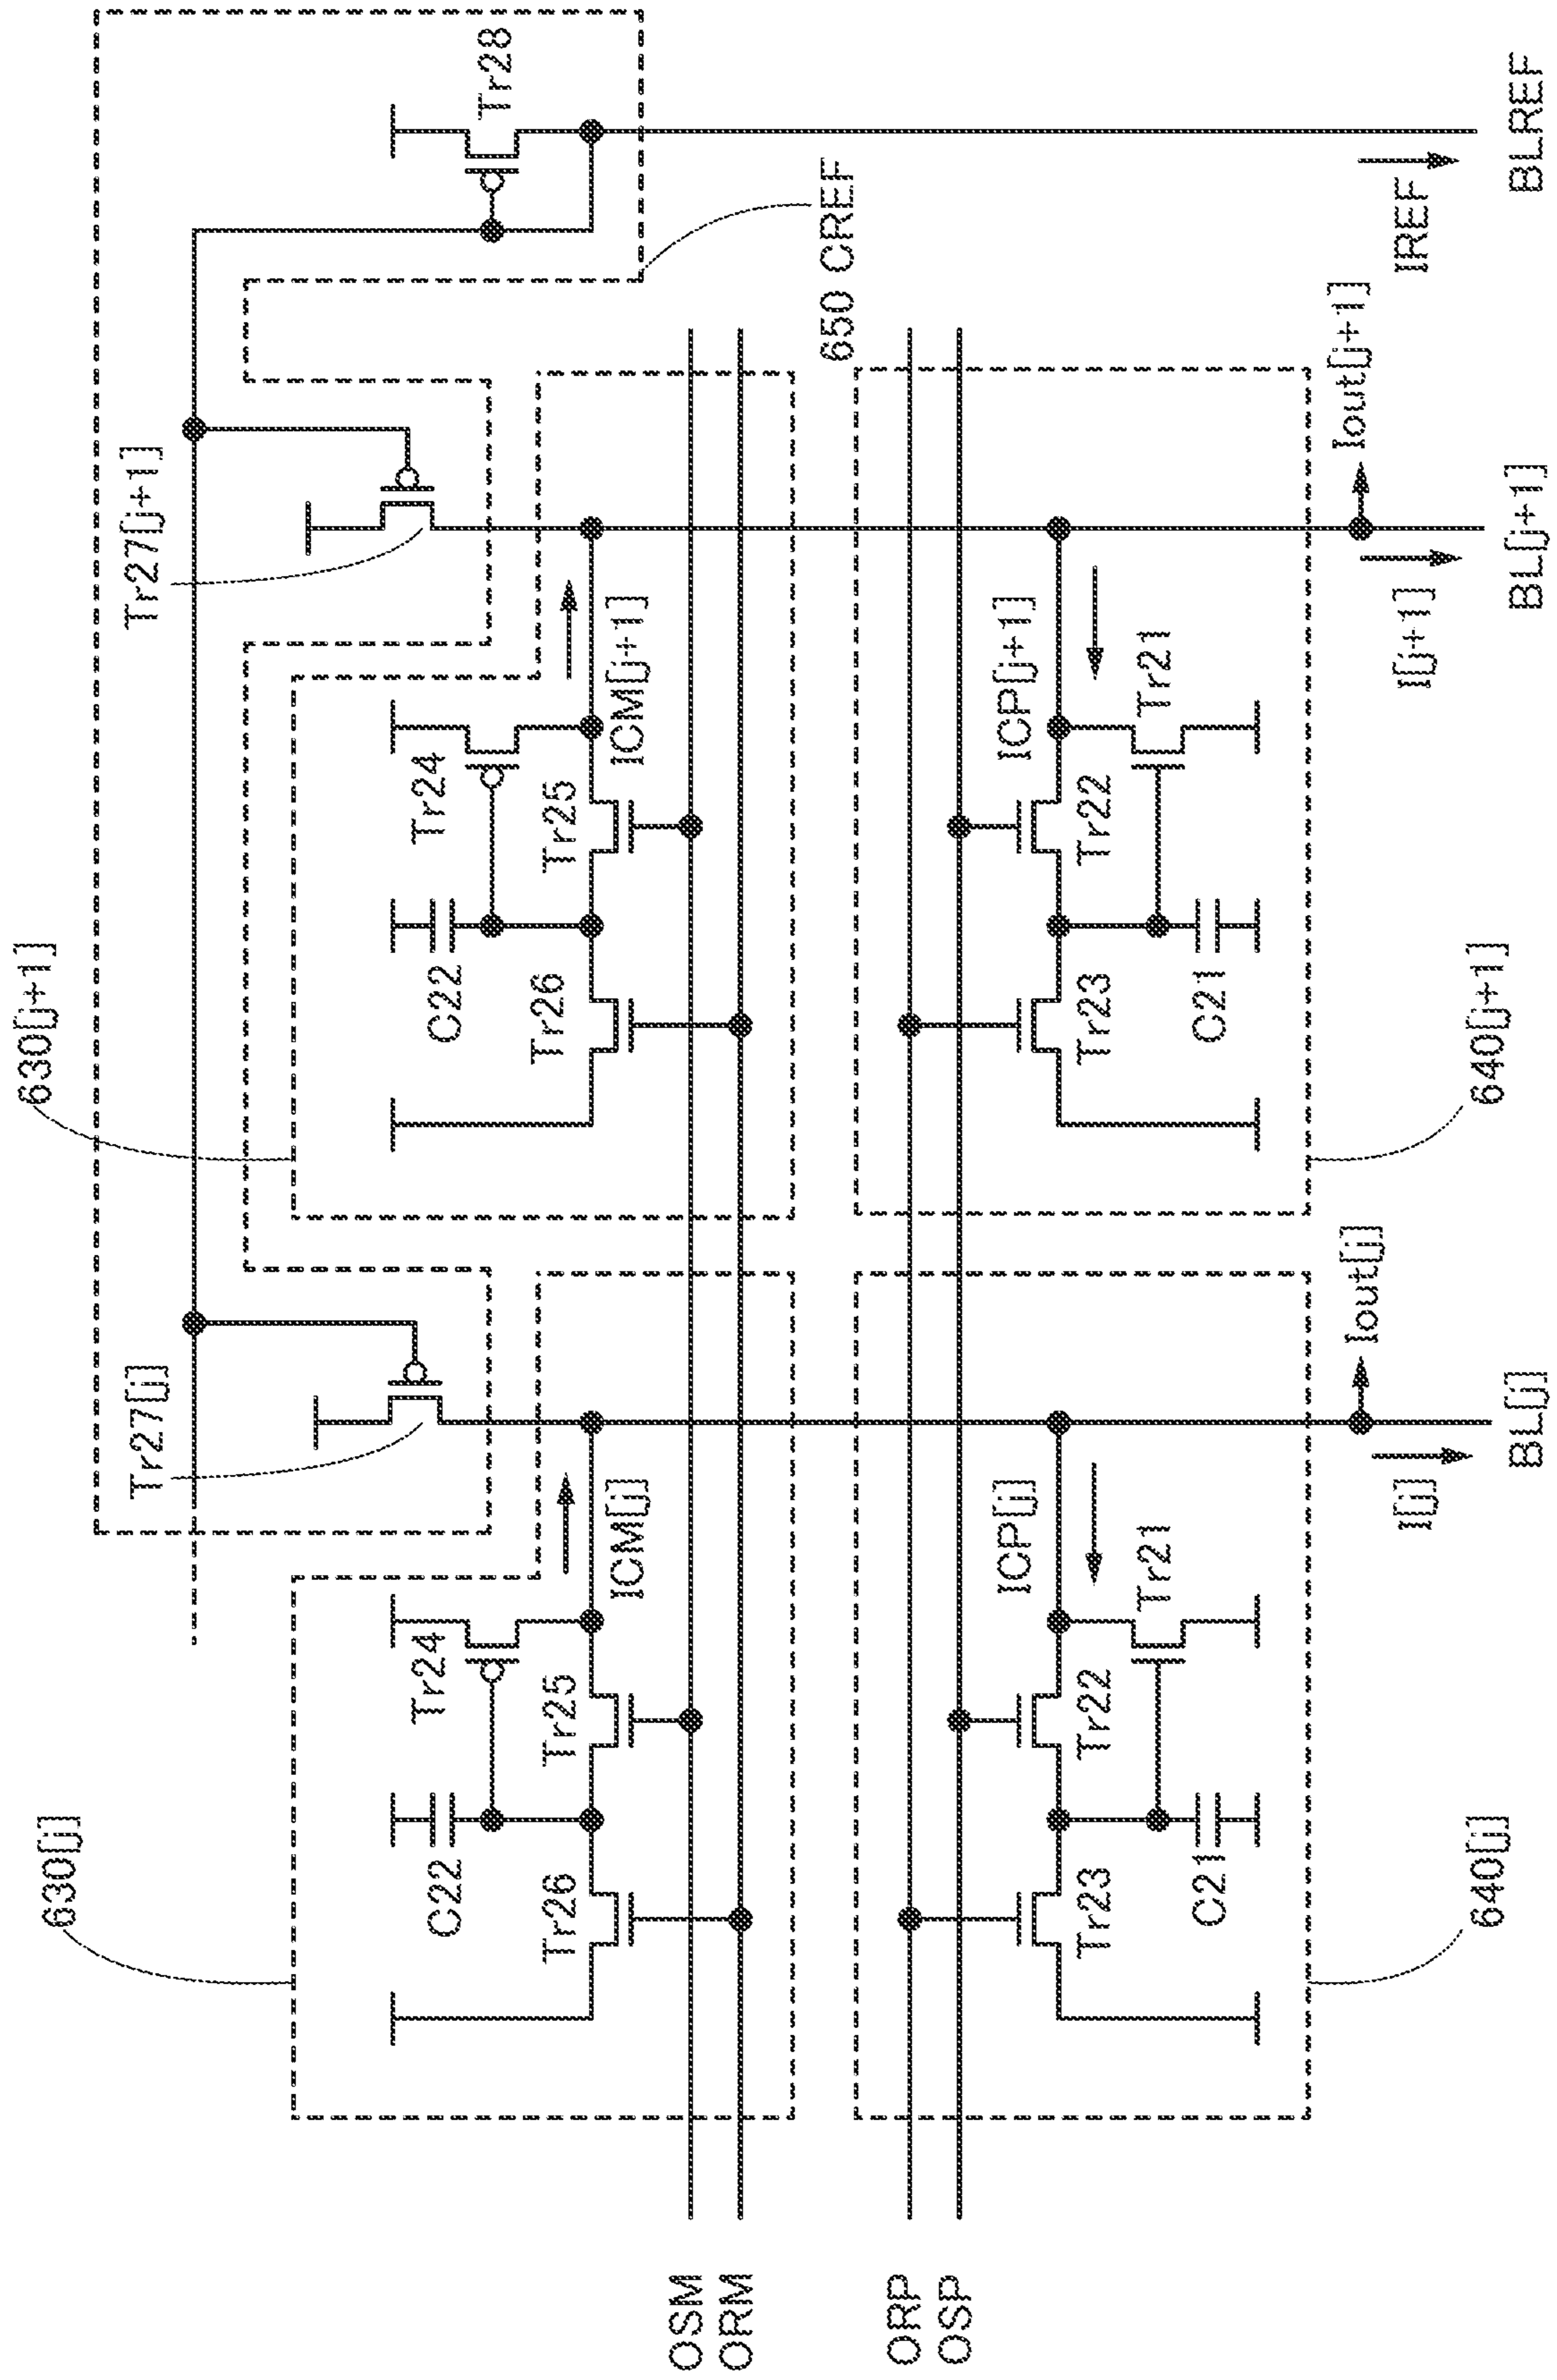 630[j]
630[j+1]
Tr27[j]
Tr27[j+1]
Tr28
Tr24
C22
Tr25
Tr26
ICM[j]
Tr24
C22
Tr25
Tr26
ICM[j+1]
650 CREF
OSM
ORM
ORP
OSP
ICP[j]
Tr23
Tr22
Tr21
C21
ICP[j+1]
Tr23
Tr22
Tr21
C21
Iout[j]
Iout[j+1]
I[j]
I[j+1]
IREF
640[j]
BL[j]
640[j+1]
BL[j+1]
BLREF